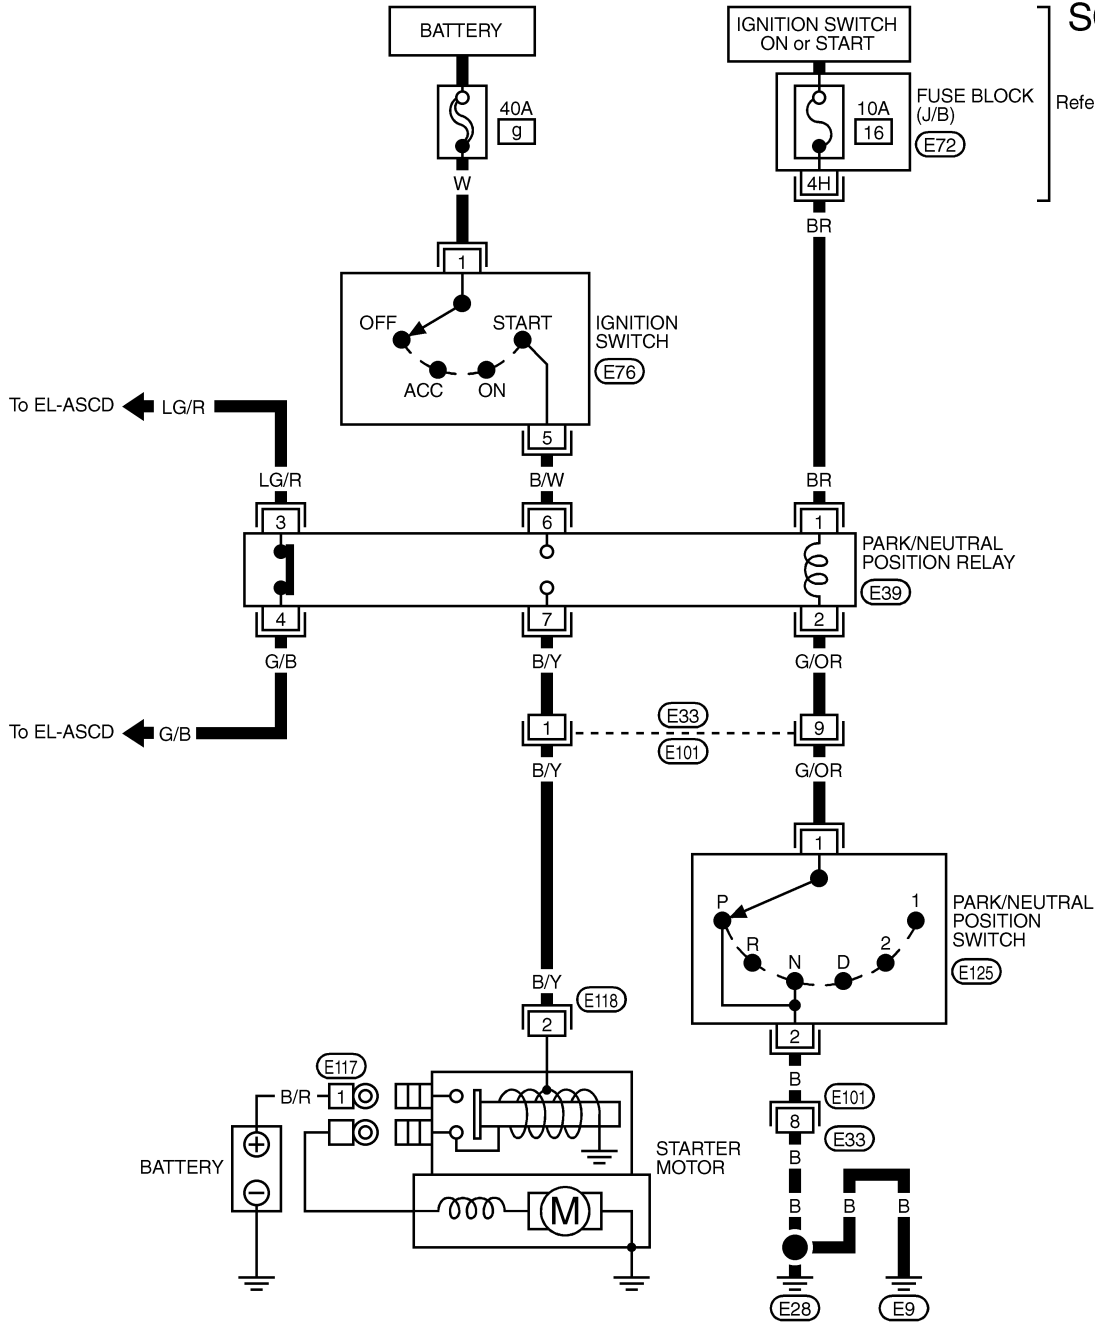 BATTERY
IGNITION SWITCH
ON or START
S
40A
g
10A
16
FUSE BLOCK
(J/B)
E72
Refe
W
4H
BR
1
OFF
START
ACC
ON
IGNITION
SWITCH
E76
To EL-ASCD
LG/R
5
LG/R
B/W
BR
3
6
1
PARK/NEUTRAL
POSITION RELAY
E39
4
7
2
G/B
B/Y
G/OR
To EL-ASCD
G/B
1
E33
E101
9
B/Y
G/OR
1
P
R
N
D
2
1
PARK/NEUTRAL
POSITION
SWITCH
E125
B/Y
E118
2
2
E117
B/R
1
B
E101
8
E33
BATTERY
+
−
STARTER
MOTOR
M
B
B
B
B
E28
E9